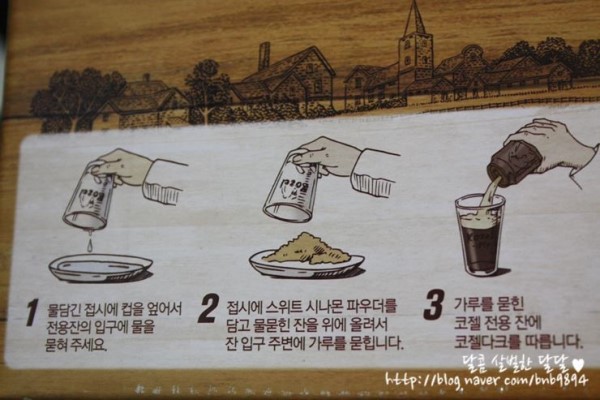 1 물담긴 접시에 컵을 엎어서
전용잔의 입구에 물을
묻혀 주세요.
2 접시에 스위트 시나몬 파우더를
담고 물묻힌 잔을 위에 올려서
잔 입구 주변에 가루를 묻힙니다.
3 가루를 묻힌
코젤 전용 잔에
코젤다크를 따릅니다.
달콤 살벌한 달달♥
http://blog.naver.com/bnb9894